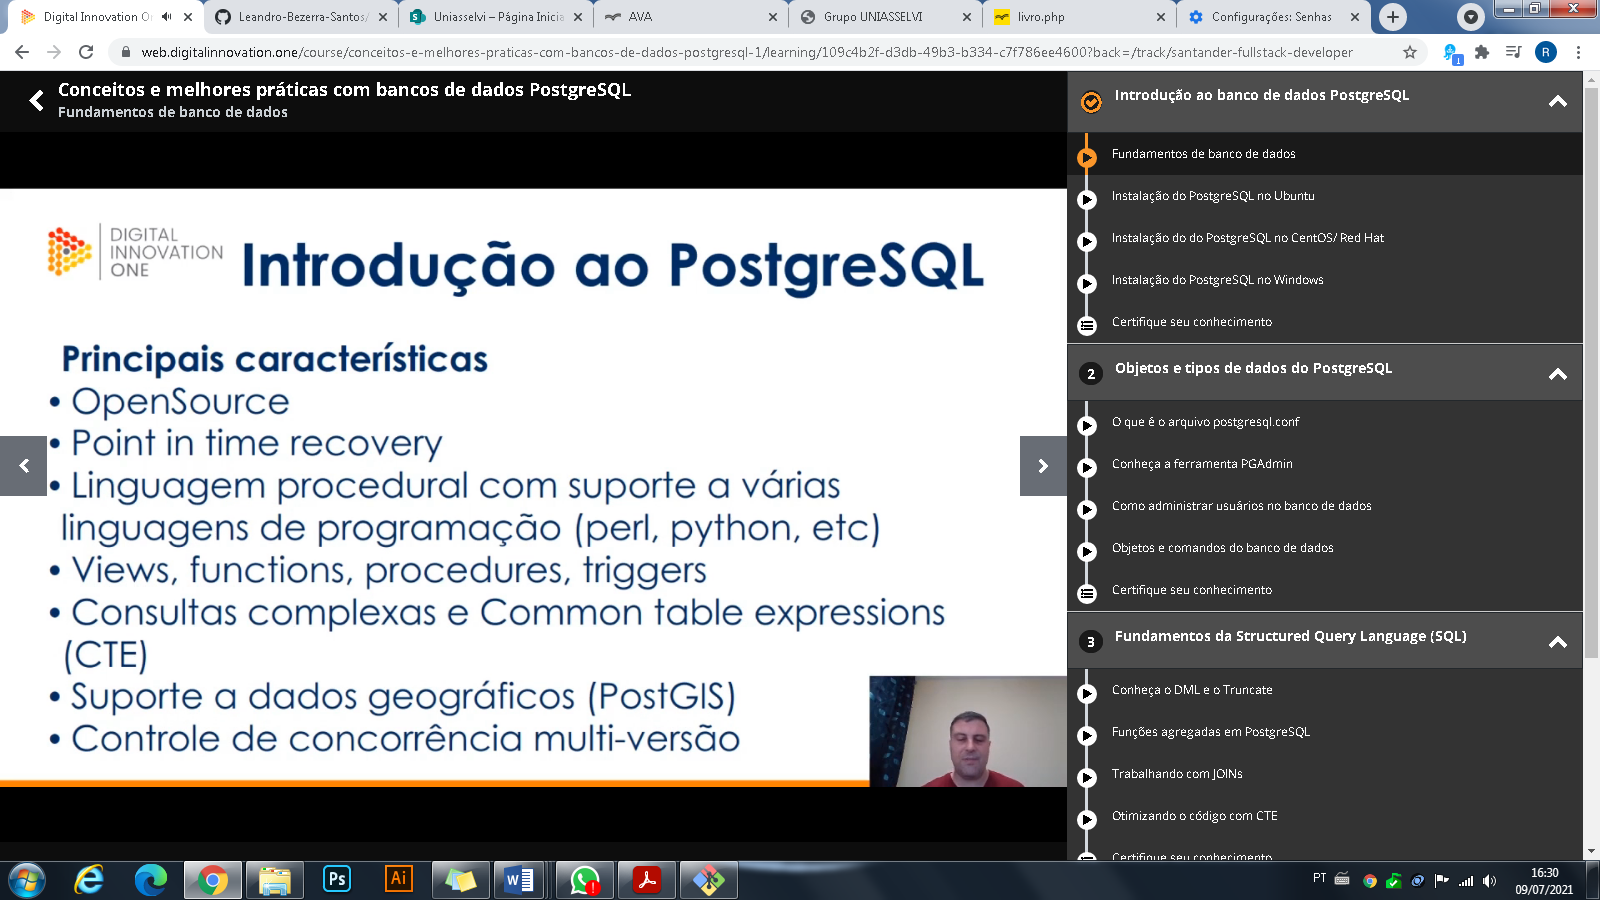 Digital Innovation O
Leandro-Bezerra-Santos/
Uniasselvi – Página Inicia
AVA
Grupo UNIASSELVI
livro.php
Configurações: Senhas
web.digitalinnovation.one/course/conceitos-e-melhores-praticas-com-bancos-de-dados-postgresql-1/learning/109c4b2f-d3db-49b3-b334-c7f786ee4600?back=/track/santander-fullstack-developer
1
R
Conceitos e melhores práticas com bancos de dados PostgreSQL
Fundamentos de banco de dados
DIGITAL
INNOVATION
ONE
Introdução ao PostgreSQL
Principais características
• OpenSource
• Point in time recovery
• Linguagem procedural com suporte a várias
linguagens de programação (perl, python, etc)
• Views, functions, procedures, triggers
• Consultas complexas e Common table expressions
(CTE)
• Suporte a dados geográficos (PostGIS)
• Controle de concorrência multi-versão
Introdução ao banco de dados PostgreSQL
Fundamentos de banco de dados
Instalação do PostgreSQL no Ubuntu
Instalação do do PostgreSQL no CentOS/ Red Hat
Instalação do PostgreSQL no Windows
Certifique seu conhecimento
2 Objetos e tipos de dados do PostgreSQL
O que é o arquivo postgresql.conf
Conheça a ferramenta PGAdmin
Como administrar usuários no banco de dados
Objetos e comandos do banco de dados
Certifique seu conhecimento
3 Fundamentos da Structured Query Language (SQL)
Conheça o DML e o Truncate
Funções agregadas em PostgreSQL
Trabalhando com JOINs
Otimizando o código com CTE
Certifique seu conhecimento
Ps
Ai
W
PT
16:30
09/07/2021